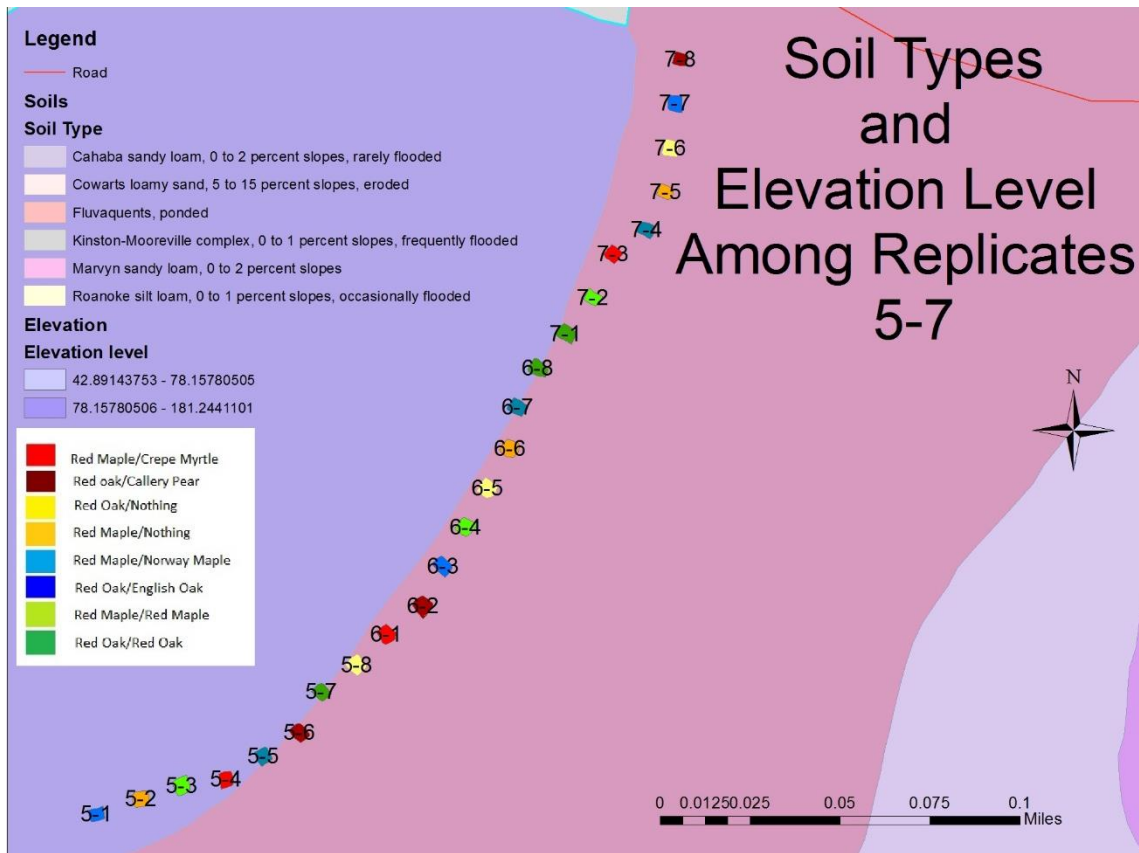 Legend
Road
Soils
Soil Type
Cahaba sandy loam, 0 to 2 percent slopes, rarely flooded
Cowarts loamy sand, 5 to 15 percent slopes, eroded
Fluvaquents, ponded
Kinston-Mooreville complex, 0 to 1 percent slopes, frequently flooded
Marvyn sandy loam, 0 to 2 percent slopes
Roanoke silt loam, 0 to 1 percent slopes, occasionally flooded
Elevation
Elevation level
42.89143753 - 78.15780505
78.15780506 - 181.2441101
Red Maple/Crepe Myrtle
Red oak/Callery Pear
Red Oak/Nothing
Red Maple/Nothing
Red Maple/Norway Maple
Red Oak/English Oak
Red Maple/Red Maple
Red Oak/Red Oak
Soil Types
and
Elevation Level
Among Replicates
5-7
7-8
7-7
7-6
7-5
7-4
7-3
7-2
7-1
6-8
6-7
6-6
6-5
6-4
6-3
6-2
6-1
5-8
5-7
5-6
5-5
5-4
5-3
5-2
5-1
N
0 0.0125 0.025 0.05 0.075 0.1
Miles